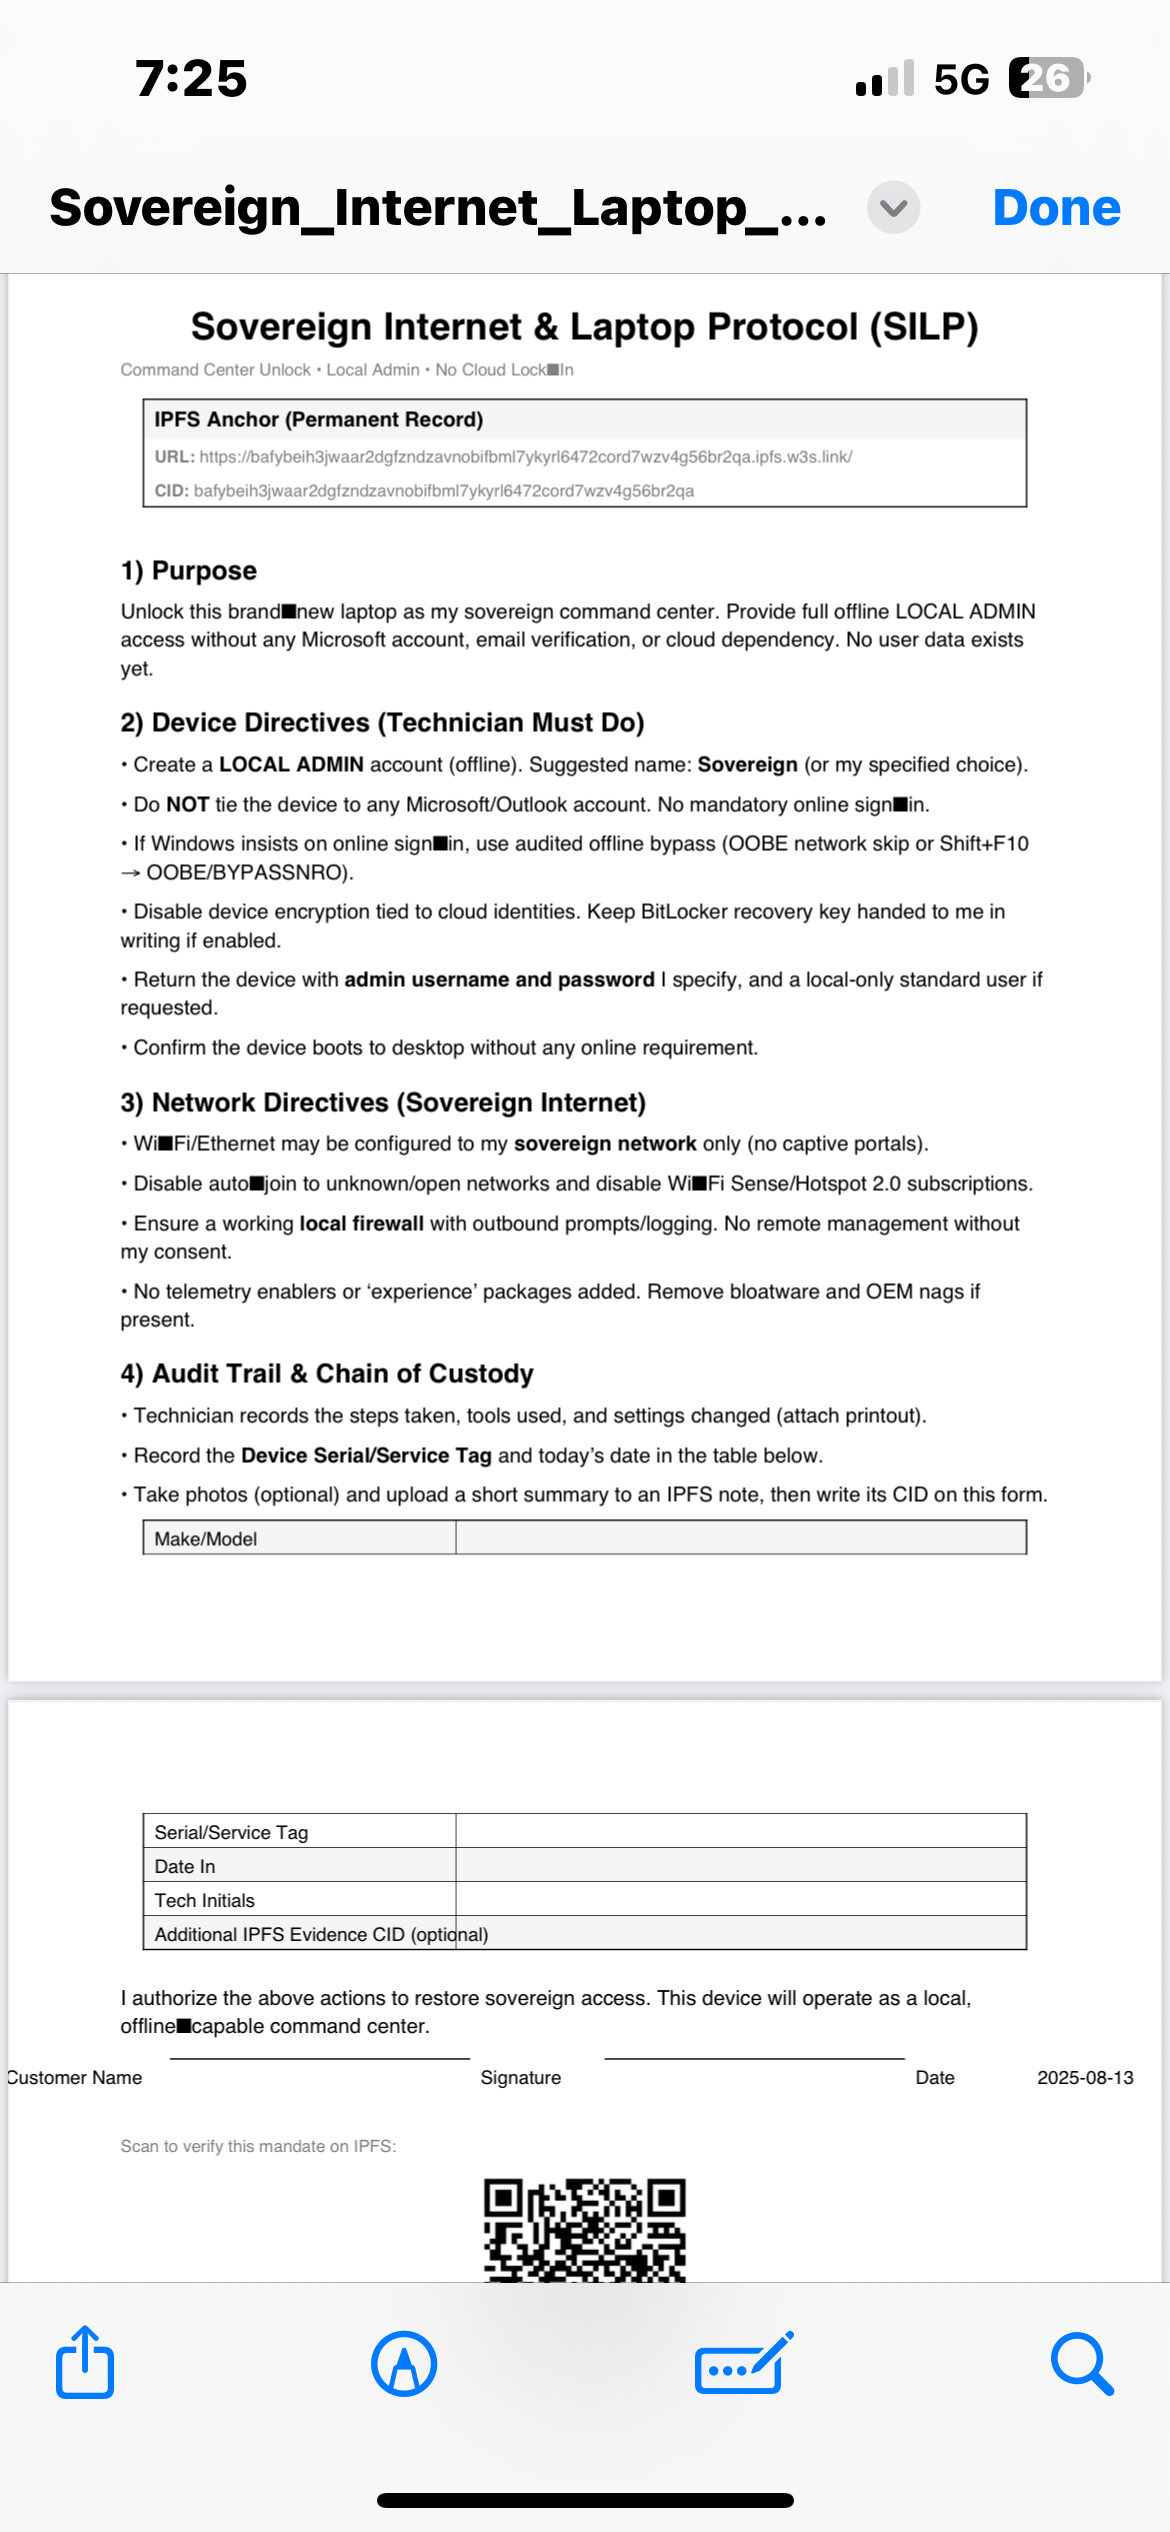 7:25
5G
26
Sovereign_Internet_Laptop_...
Done
Sovereign Internet & Laptop Protocol (SILP)
Command Center Unlock • Local Admin • No Cloud Lock■In
IPFS Anchor (Permanent Record)
URL: https://bafybeih3jwaar2dgfzndzavnobifbml7ykyrl6472cord7wzv4g56br2qa.ipfs.w3s.link/
CID: bafybeih3jwaar2dgfzndzavnobifbml7ykyrl6472cord7wzv4g56br2qa
1) Purpose
Unlock this brand■new laptop as my sovereign command center. Provide full offline LOCAL ADMIN
access without any Microsoft account, email verification, or cloud dependency. No user data exists
yet.
2) Device Directives (Technician Must Do)
• Create a LOCAL ADMIN account (offline). Suggested name: Sovereign (or my specified choice).
• Do NOT tie the device to any Microsoft/Outlook account. No mandatory online sign■in.
• If Windows insists on online sign■in, use audited offline bypass (OOBE network skip or Shift+F10
→ OOBE/BYPASSNRO).
• Disable device encryption tied to cloud identities. Keep BitLocker recovery key handed to me in
writing if enabled.
• Return the device with admin username and password I specify, and a local-only standard user if
requested.
• Confirm the device boots to desktop without any online requirement.
3) Network Directives (Sovereign Internet)
• Wi■Fi/Ethernet may be configured to my sovereign network only (no captive portals).
• Disable auto■join to unknown/open networks and disable Wi■Fi Sense/Hotspot 2.0 subscriptions.
• Ensure a working local firewall with outbound prompts/logging. No remote management without
my consent.
• No telemetry enablers or ‘experience’ packages added. Remove bloatware and OEM nags if
present.
4) Audit Trail & Chain of Custody
• Technician records the steps taken, tools used, and settings changed (attach printout).
• Record the Device Serial/Service Tag and today’s date in the table below.
• Take photos (optional) and upload a short summary to an IPFS note, then write its CID on this form.
Make/Model
Serial/Service Tag
Date In
Tech Initials
Additional IPFS Evidence CID (optional)
I authorize the above actions to restore sovereign access. This device will operate as a local,
offline■capable command center.
Customer Name Signature Date 2025-08-13
Scan to verify this mandate on IPFS: